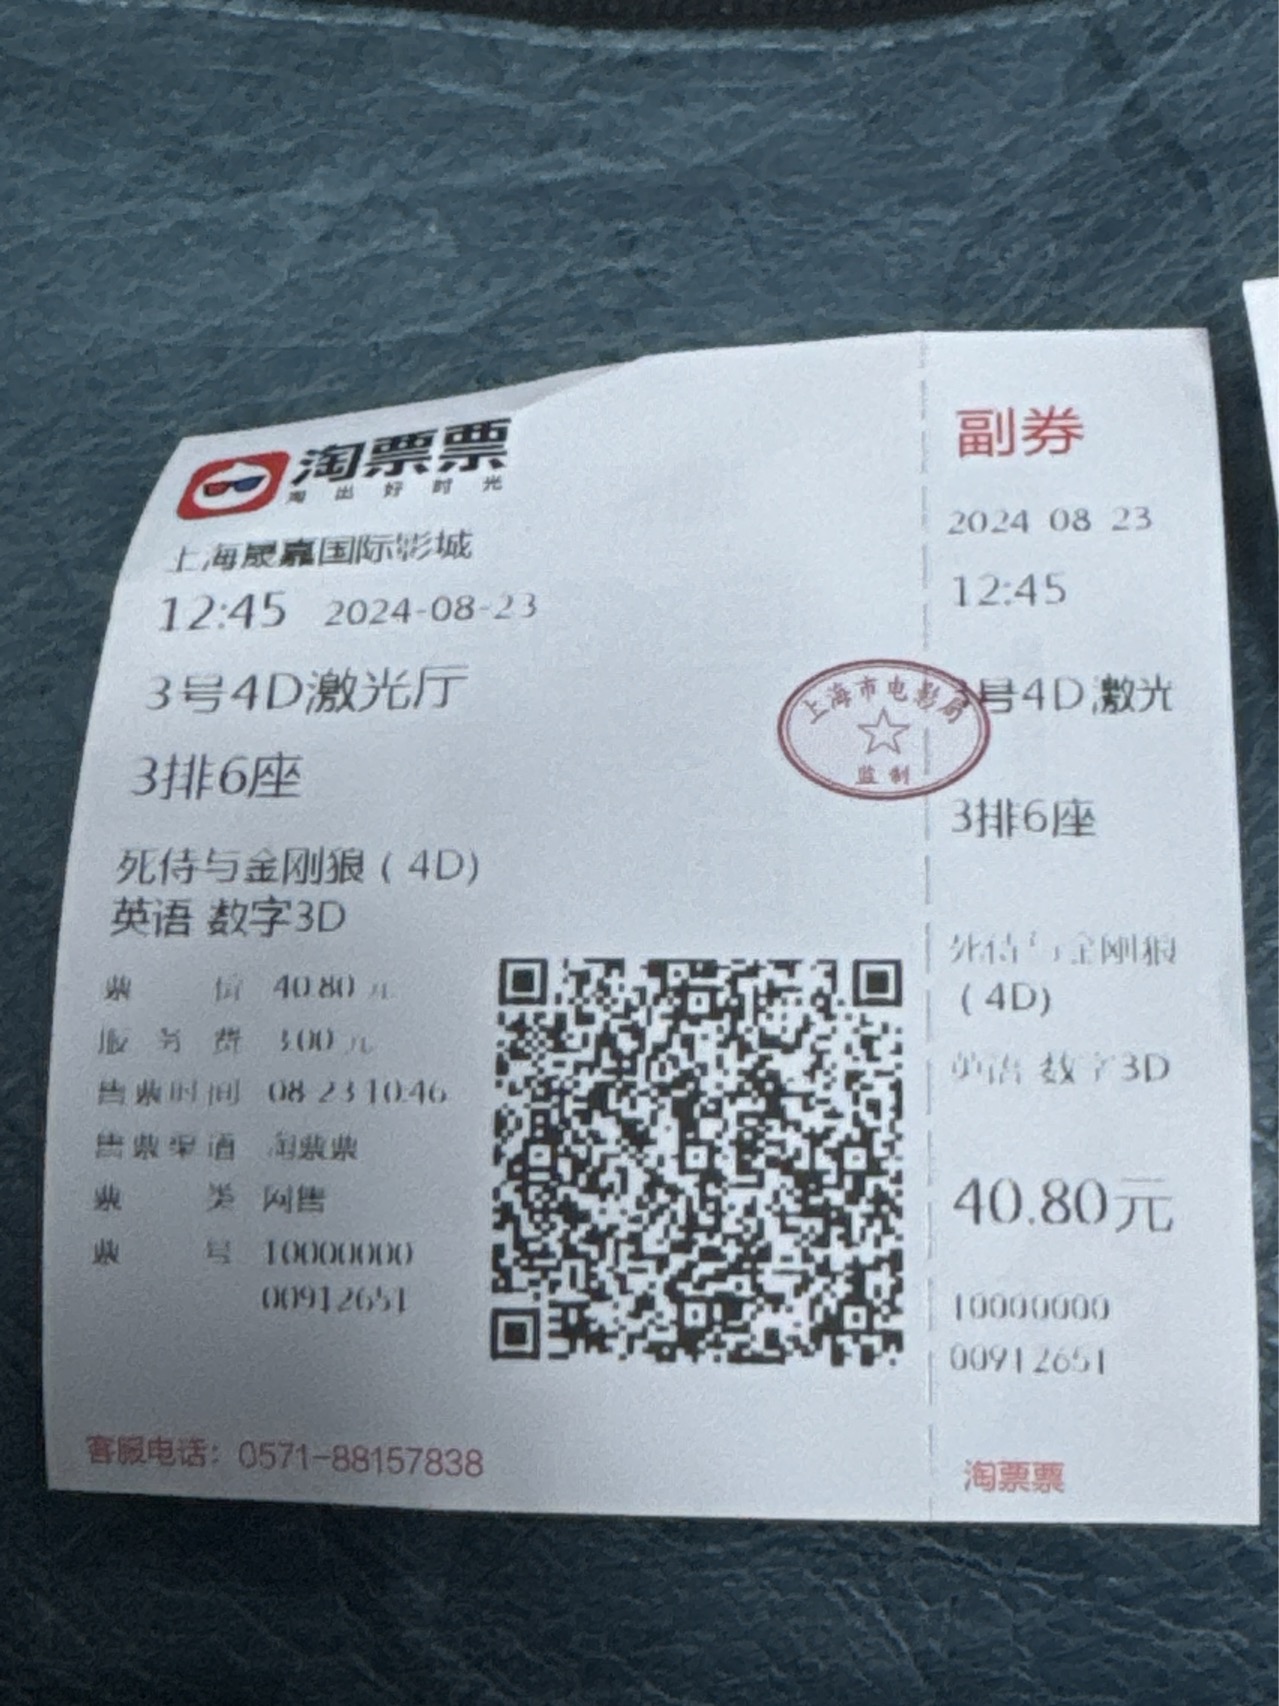 淘票票
淘出好时光
上海晟嘉国际影城
12:45 2024-08-23
3号4D激光厅
3排6座
死侍与金刚狼(4D)
英语 数字3D
票价 40.80元
服务费 3.00元
售票时间 08-23 10:46
售票渠道 淘票票
票类 网售
票号 10000000
00912651
客服电话：0571-88157838
上海市电影局
监制
副券
2024 08 23
12:45
3号4D激光
3排6座
死侍与金刚狼
(4D)
英语 数字3D
40.80元
10000000
00912651
淘票票